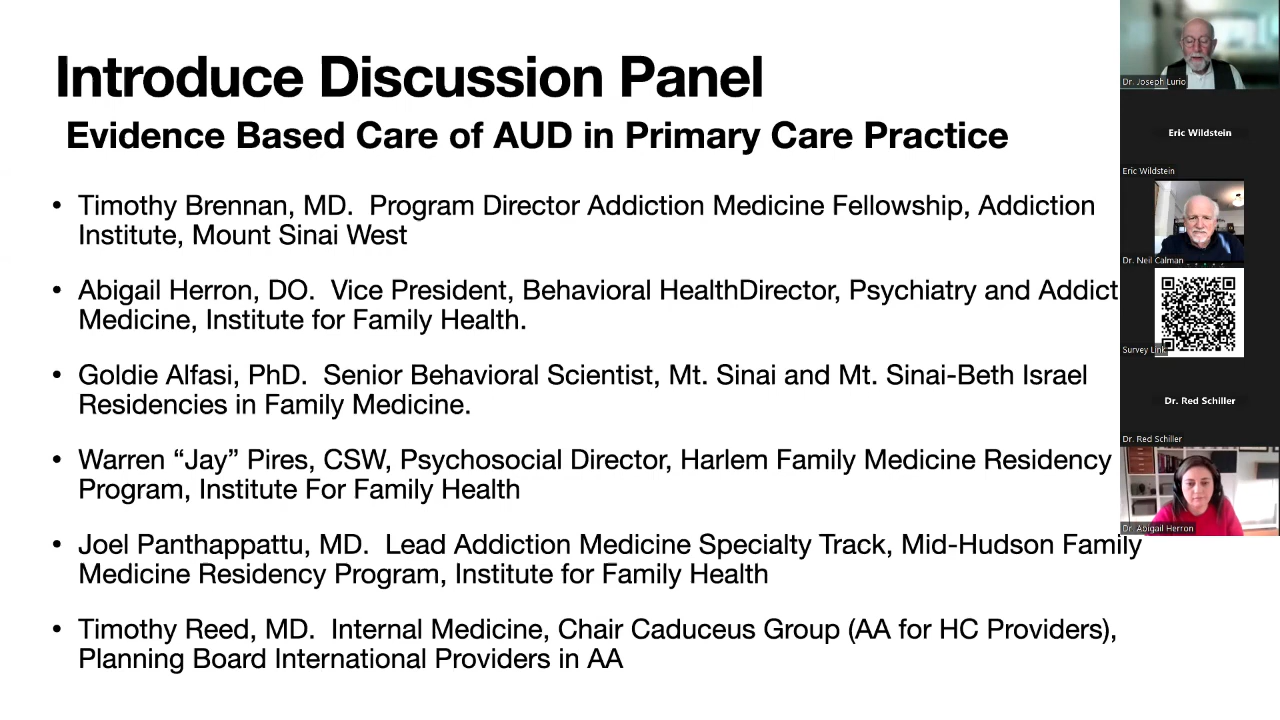 Introduce Discussion Panel
Evidence Based Care of AUD in Primary Care Practice
• Timothy Brennan, MD.  Program Director Addiction Medicine Fellowship, Addiction
Institute, Mount Sinai West
• Abigail Herron, DO.  Vice President, Behavioral HealthDirector, Psychiatry and Addict
Medicine, Institute for Family Health.
• Goldie Alfasi, PhD.  Senior Behavioral Scientist, Mt. Sinai and Mt. Sinai-Beth Israel
Residencies in Family Medicine.
• Warren “Jay” Pires, CSW, Psychosocial Director, Harlem Family Medicine Residency
Program, Institute For Family Health
• Joel Panthappattu, MD.  Lead Addiction Medicine Specialty Track, Mid-Hudson Family
Medicine Residency Program, Institute for Family Health
• Timothy Reed, MD.  Internal Medicine, Chair Caduceus Group (AA for HC Providers),
Planning Board International Providers in AA
Dr. Joseph Lurio
Eric Wildstein
Eric Wildstein
Dr. Neil Calman
Survey Link
Dr. Red Schiller
Dr. Red Schiller
Dr. Abigail Herron